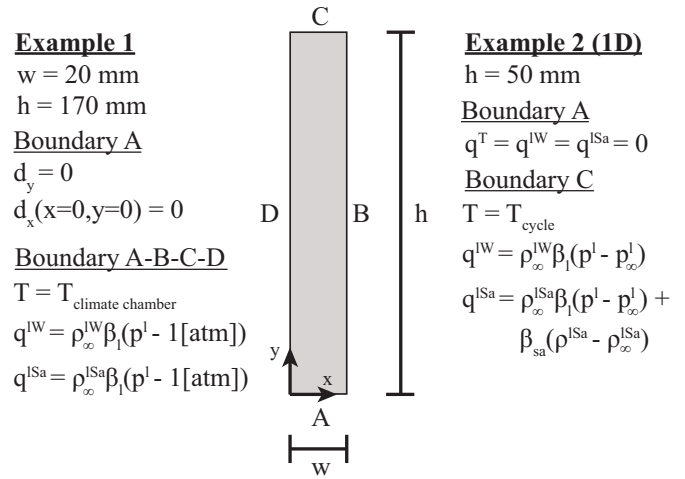 Example 1
w = 20 mm
h = 170 mm
Boundary A
d_y = 0
d_x(x=0,y=0) = 0
Boundary A-B-C-D
T = T_climate chamber
q^lW = ρ_∞^lW β_l(p^l - 1[atm])
q^lSa = ρ_∞^lSa β_l(p^l - 1[atm])
C
D
B
y
x
A
w
h
Example 2 (1D)
h = 50 mm
Boundary A
q^T = q^lW = q^lSa = 0
Boundary C
T = T_cycle
q^lW = ρ_∞^lW β_l(p^l - p_∞^l)
q^lSa = ρ_∞^lSa β_l(p^l - p_∞^l) +
β_sa(ρ^lSa - ρ_∞^lSa)